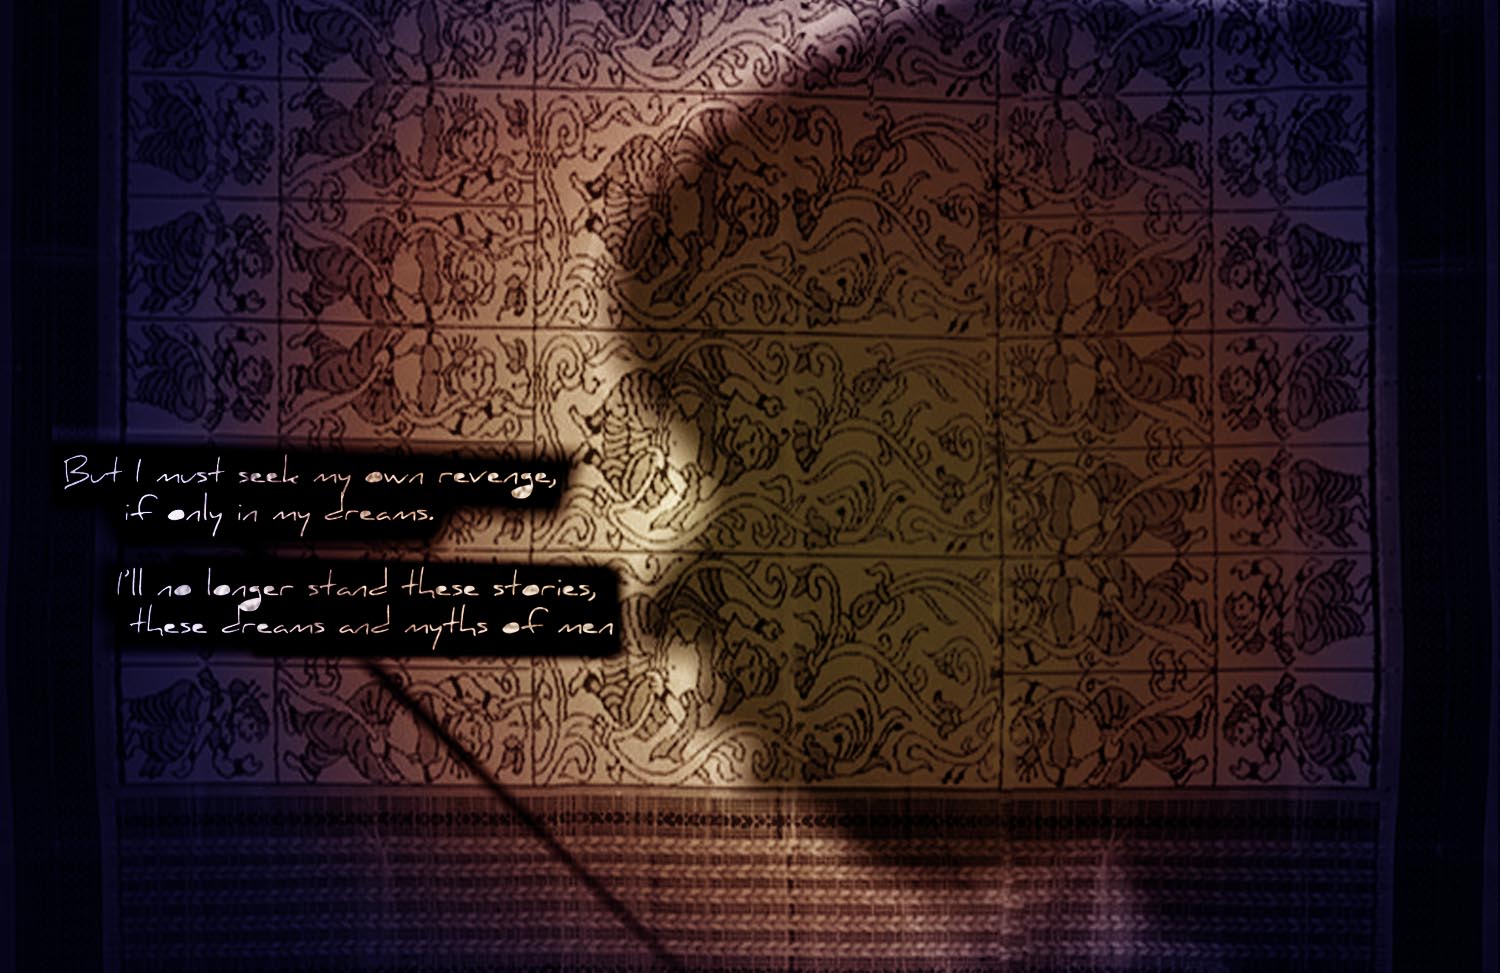 But I must seek my own revenge,
if only in my dreams.
I'll no longer stand these stories,
these dreams and myths of men